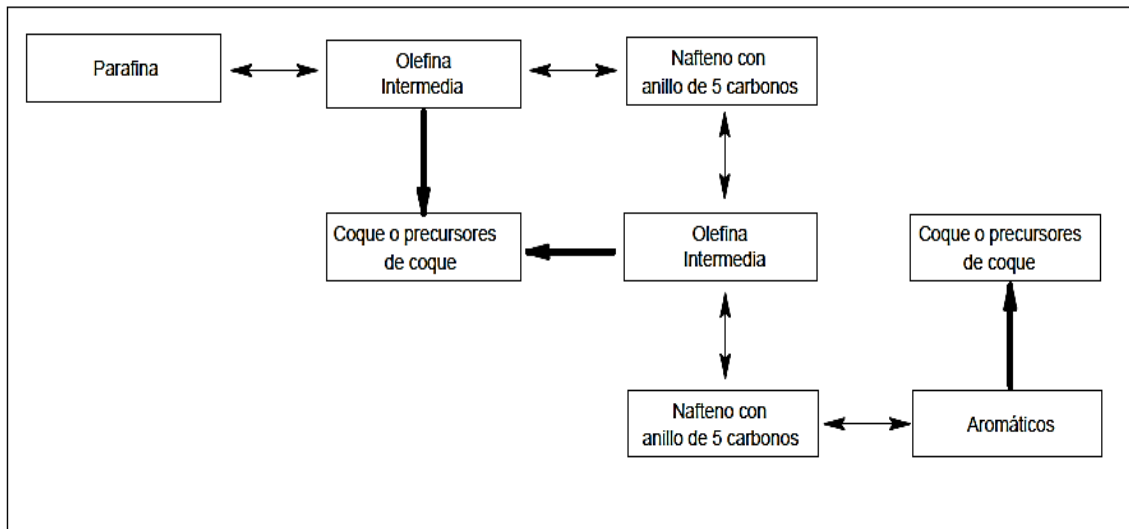 Parafina
Olefina
Intermedia
Nafteno con
anillo de 5 carbonos
Coque o precursores
de coque
Olefina
Intermedia
Coque o precursores
de coque
Nafteno con
anillo de 5 carbonos
Aromáticos